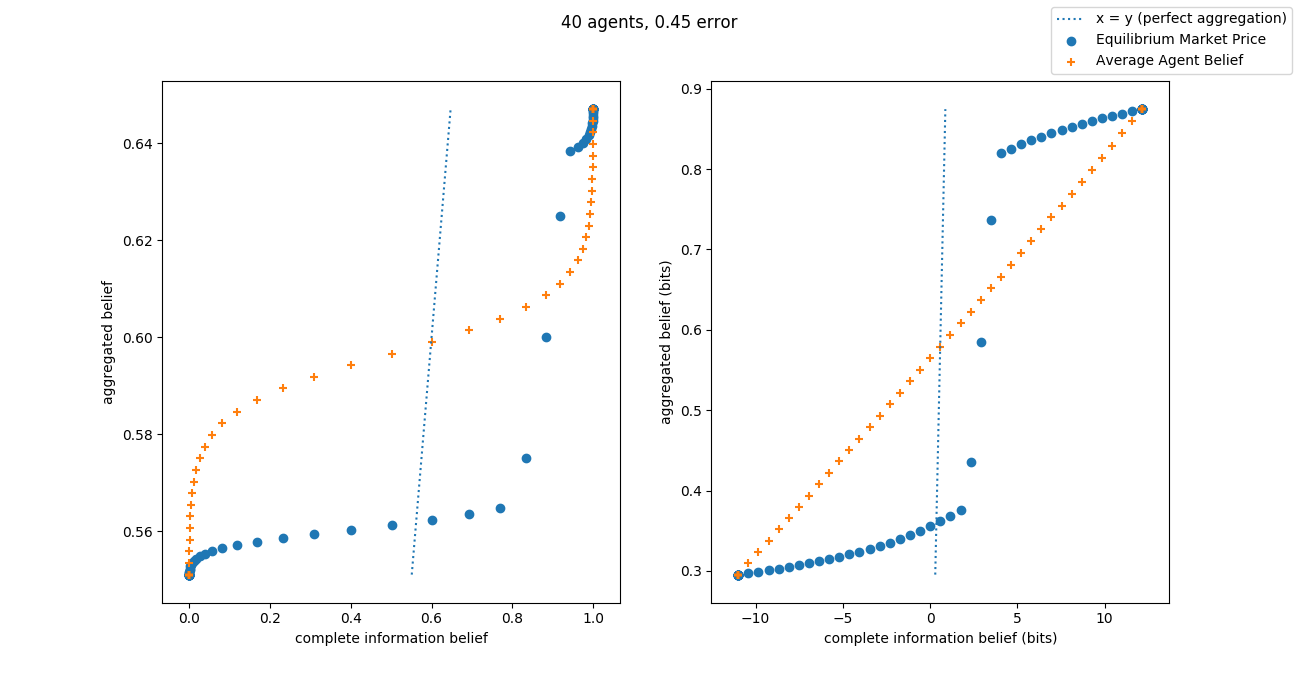 40 agents, 0.45 error
x = y (perfect aggregation)
Equilibrium Market Price
Average Agent Belief
aggregated belief
0.64
0.62
0.60
0.58
0.56
0.0 0.2 0.4 0.6 0.8 1.0
complete information belief
aggregated belief (bits)
0.9
0.8
0.7
0.6
0.5
0.4
0.3
−10 −5 0 5 10
complete information belief (bits)